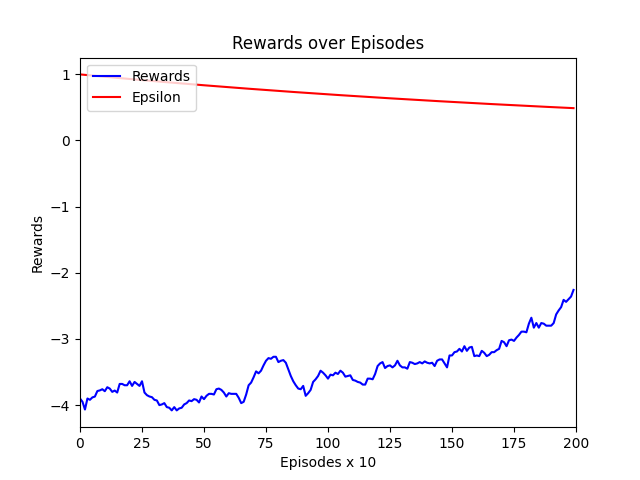 Rewards over Episodes
Rewards
Epsilon
1
0
−1
−2
−3
−4
Rewards
0 25 50 75 100 125 150 175 200
Episodes x 10